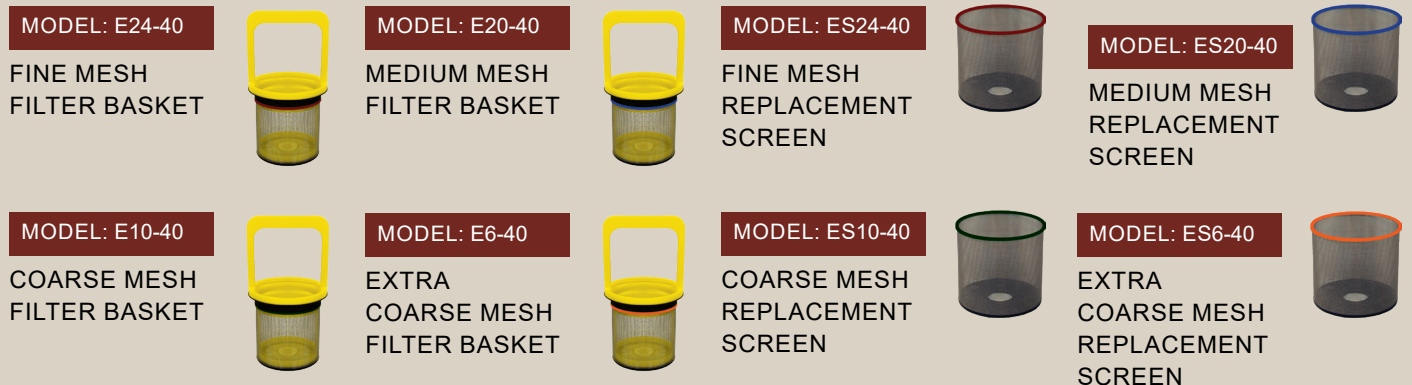 MODEL: E24-40
FINE MESH
FILTER BASKET
MODEL: E20-40
MEDIUM MESH
FILTER BASKET
MODEL: ES24-40
FINE MESH
REPLACEMENT
SCREEN
MODEL: ES20-40
MEDIUM MESH
REPLACEMENT
SCREEN
MODEL: E10-40
COARSE MESH
FILTER BASKET
MODEL: E6-40
EXTRA
COARSE MESH
FILTER BASKET
MODEL: ES10-40
COARSE MESH
REPLACEMENT
SCREEN
MODEL: ES6-40
EXTRA
COARSE MESH
REPLACEMENT
SCREEN